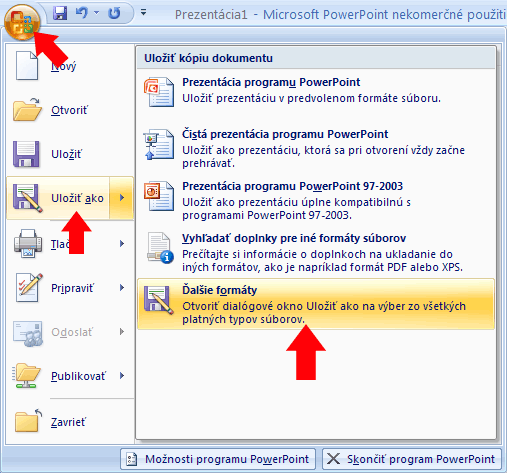 Prezentácia1 - Microsoft PowerPoint nekomerčné použiti
Nový
Otvoriť
Uložiť
Uložiť ako
Tlač
Pripraviť
Odoslať
Publikovať
Zavrieť
Uložiť kópiu dokumentu
Prezentácia programu PowerPoint
Uložiť prezentáciu v predvolenom formáte súboru.
Čistá prezentácia programu PowerPoint
Uložiť ako prezentáciu, ktorá sa pri otvorení vždy začne
prehrávať.
Prezentácia programu PowerPoint 97-2003
Uložiť ako prezentáciu úplne kompatibilnú s
programami PowerPoint 97-2003.
Vyhľadať doplnky pre iné formáty súborov
Prečítajte si informácie o doplnkoch na ukladanie do
iných formátov, ako je napríklad formát PDF alebo XPS.
Ďalšie formáty
Otvoriť dialógové okno Uložiť ako na výber zo všetkých
platných typov súborov.
Možnosti programu PowerPoint
Skončiť program PowerPoint